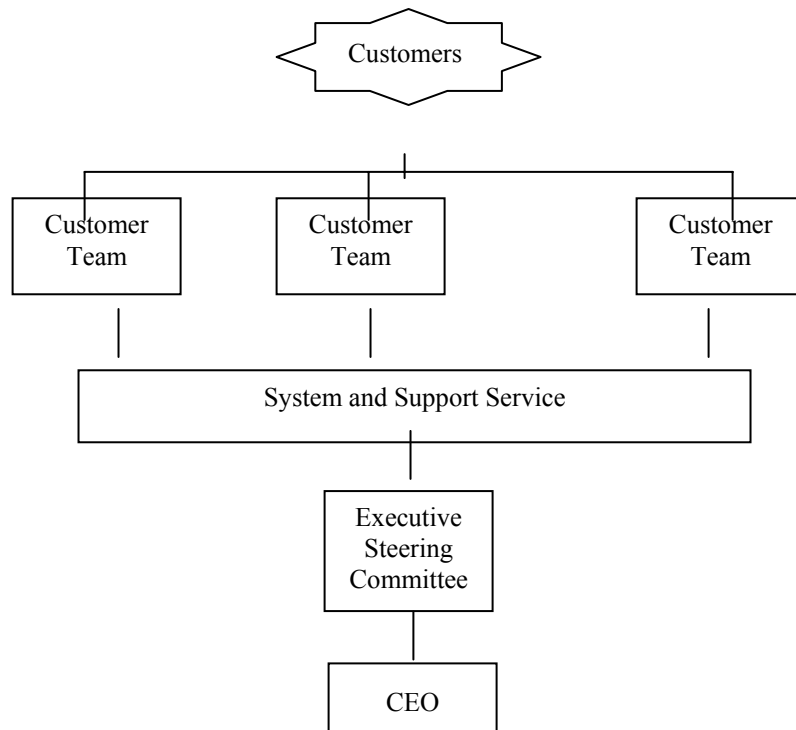 Customers
Customer
Team
Customer
Team
Customer
Team
System and Support Service
Executive
Steering
Committee
CEO